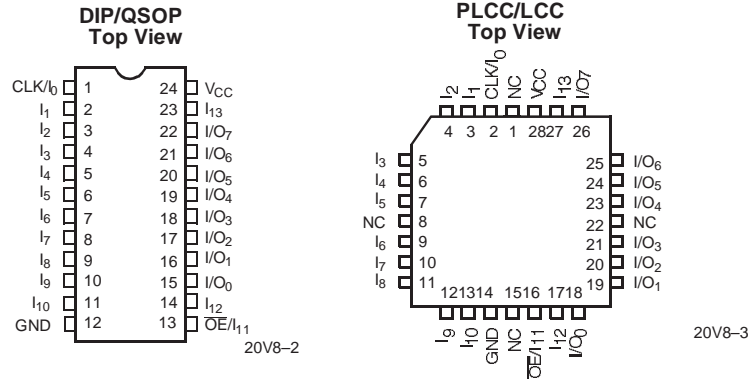 DIP/QSOP
Top View
CLK/I0 1 24 VCC
I1 2 23 I13
I2 3 22 I/O7
I3 4 21 I/O6
I4 5 20 I/O5
I5 6 19 I/O4
I6 7 18 I/O3
I7 8 17 I/O2
I8 9 16 I/O1
I9 10 15 I/O0
I10 11 14 I12
GND 12 13 OE/I11
20V8–2
PLCC/LCC
Top View
I2 I1 CLK/I0 NC VCC I13 I/O7
4 3 2 1 28 27 26
I3 5 25 I/O6
I4 6 24 I/O5
I5 7 23 I/O4
NC 8 22 NC
I6 9 21 I/O3
I7 10 20 I/O2
I8 11 19 I/O1
12 13 14 15 16 17 18
I9 I10 GND NC OE/I11 I12 I/O0
20V8–3